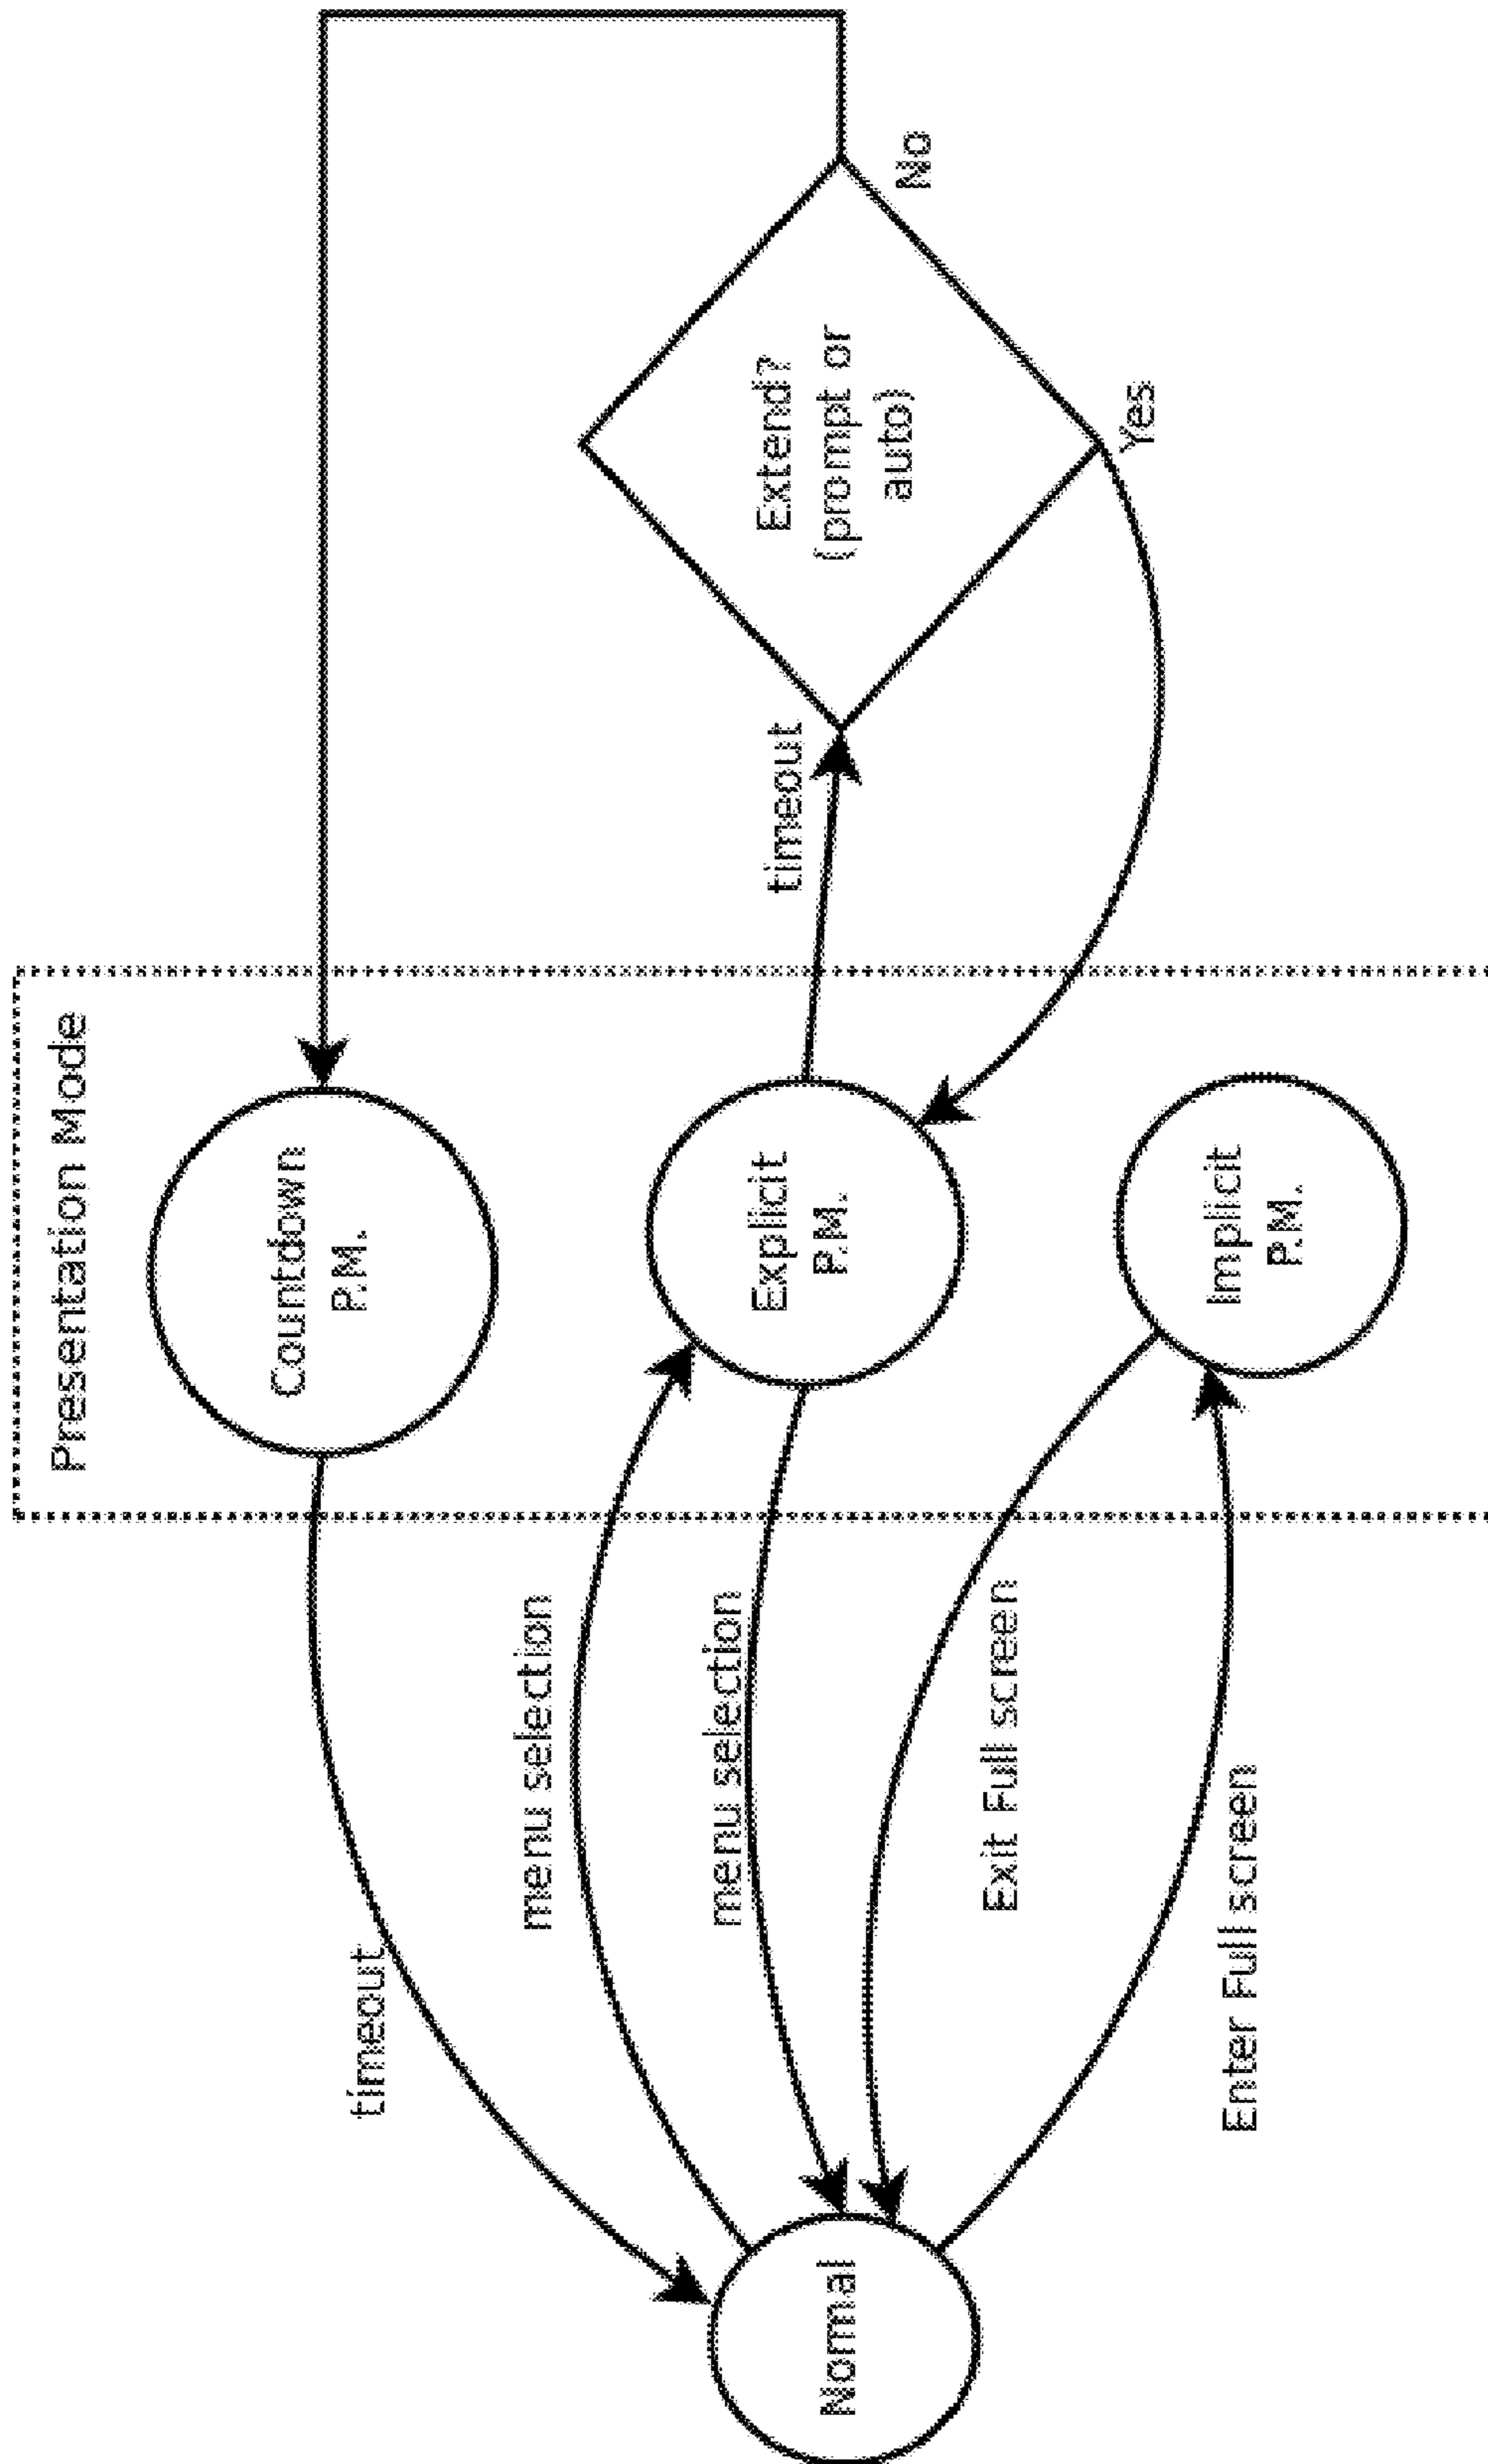 Presentation Mode
timeout
Countdown
P.M.
menu selection
menu selection
Explicit
P.M.
timeout
Extend?
(prompt or
auto)
No
Yes
Normal
Exit Full screen
Enter Full screen
Implicit
P.M.